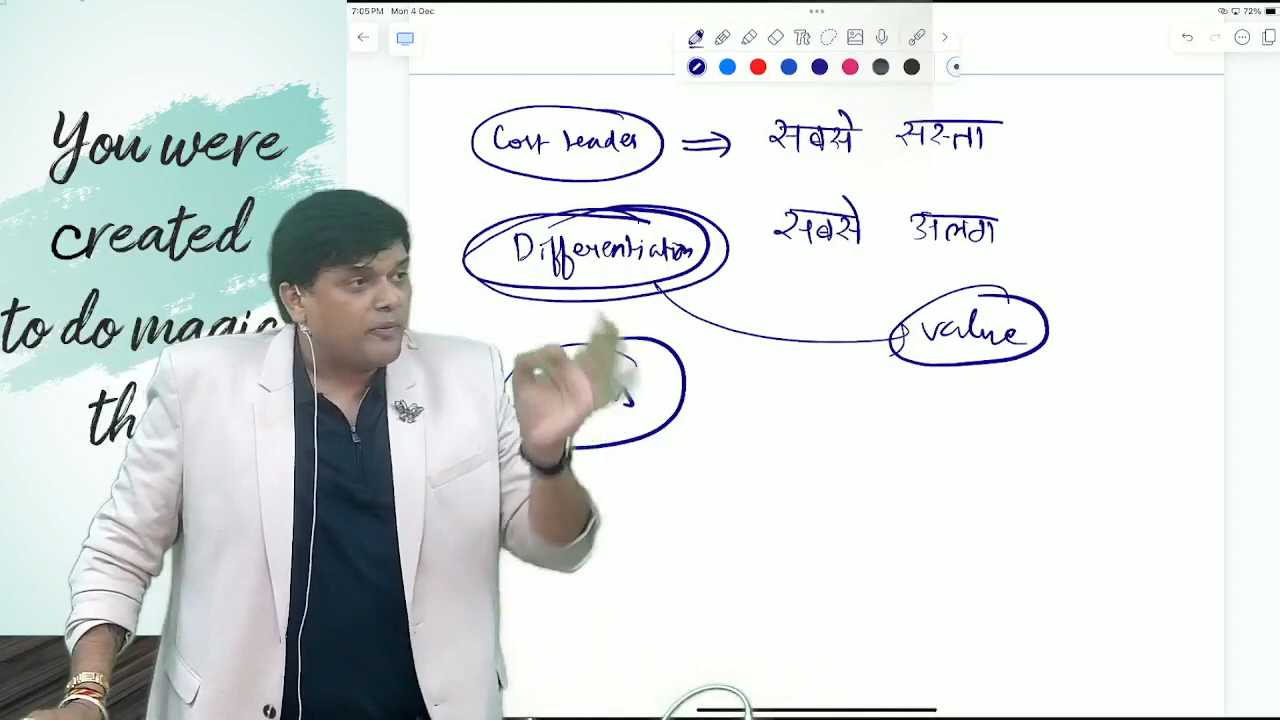 7:05 PM Mon 4 Dec
72%
You were
created
to do magic
th
Tt
Cost Leader ⇒ सबसे सस्ता
Differentiation सबसे अलग
value